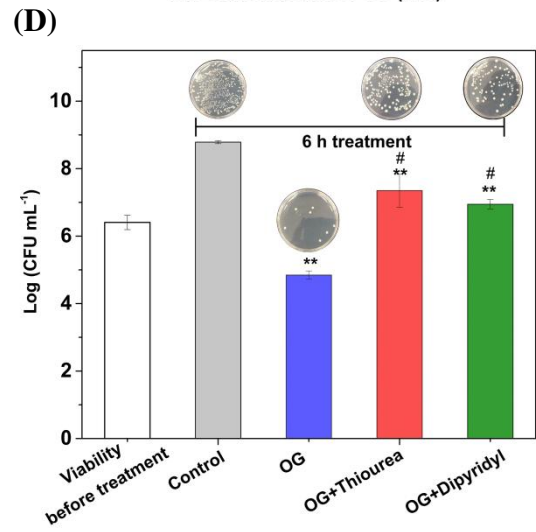 (D)
6 h treatment
#
**
#
**
**
10
8
6
4
2
0
Log (CFU mL⁻¹)
Viability
before treatment
Control
OG
OG+Thiourea
OG+Dipyridyl